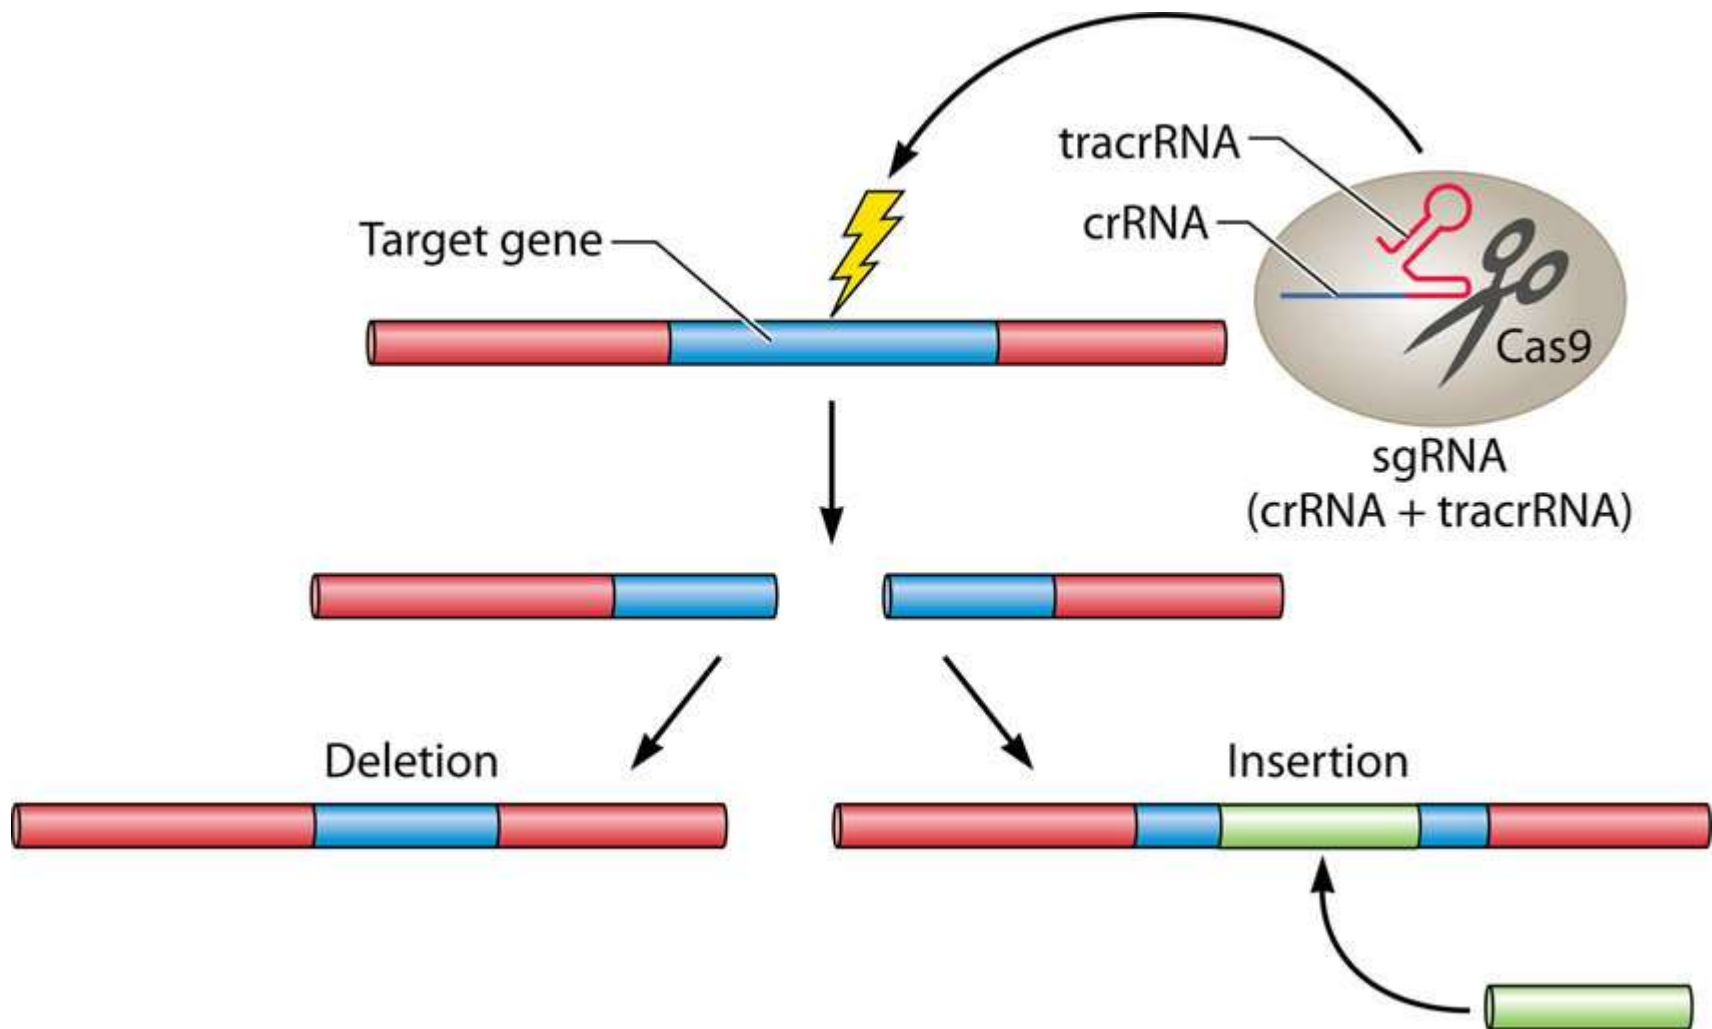 tracrRNA
crRNA
Target gene
Cas9
sgRNA
(crRNA + tracrRNA)
Deletion
Insertion